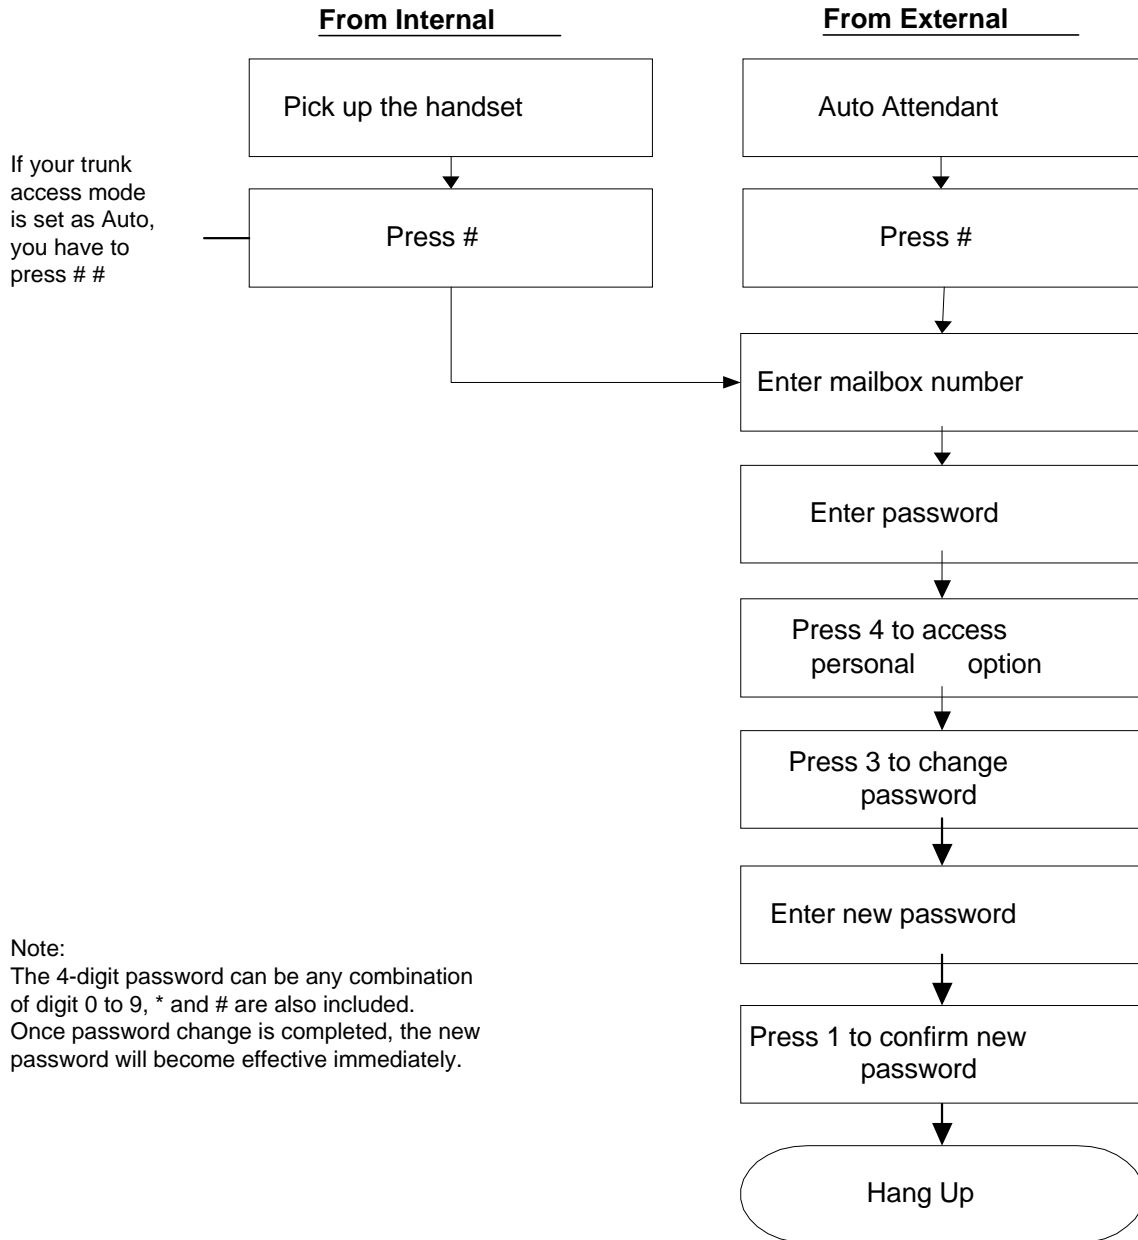 From Internal
From External
Pick up the handset
Auto Attendant
If your trunk
access mode
is set as Auto,
you have to
press # #
Press #
Press #
Enter mailbox number
Enter password
Press 4 to access
personal option
Press 3 to change
password
Enter new password
Note:
The 4-digit password can be any combination
of digit 0 to 9, * and # are also included.
Once password change is completed, the new
password will become effective immediately.
Press 1 to confirm new
password
Hang Up